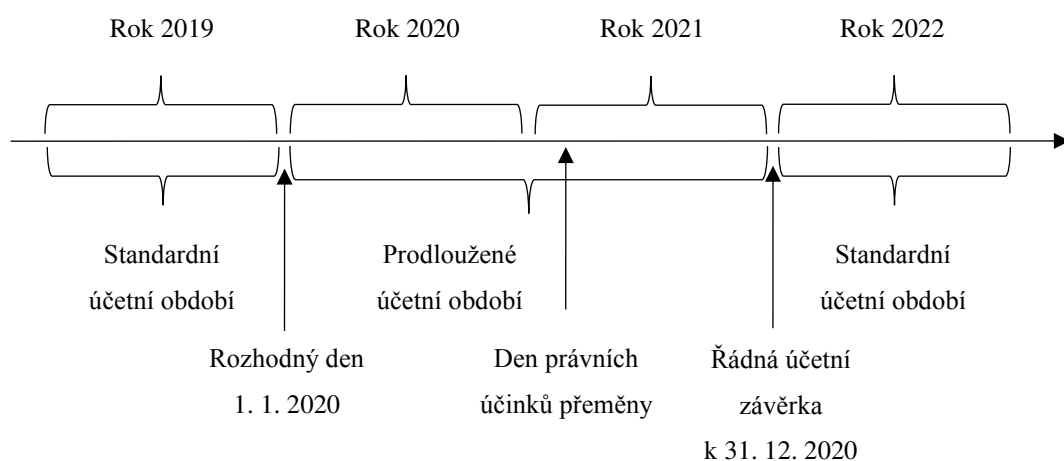 Rok 2019 Rok 2020 Rok 2021 Rok 2022
Standardní Prodloužené Standardní
účetní období účetní období účetní období
Rozhodný den Den právních Řádná účetní
1. 1. 2020 účinků přeměny závěrka
k 31. 12. 2020